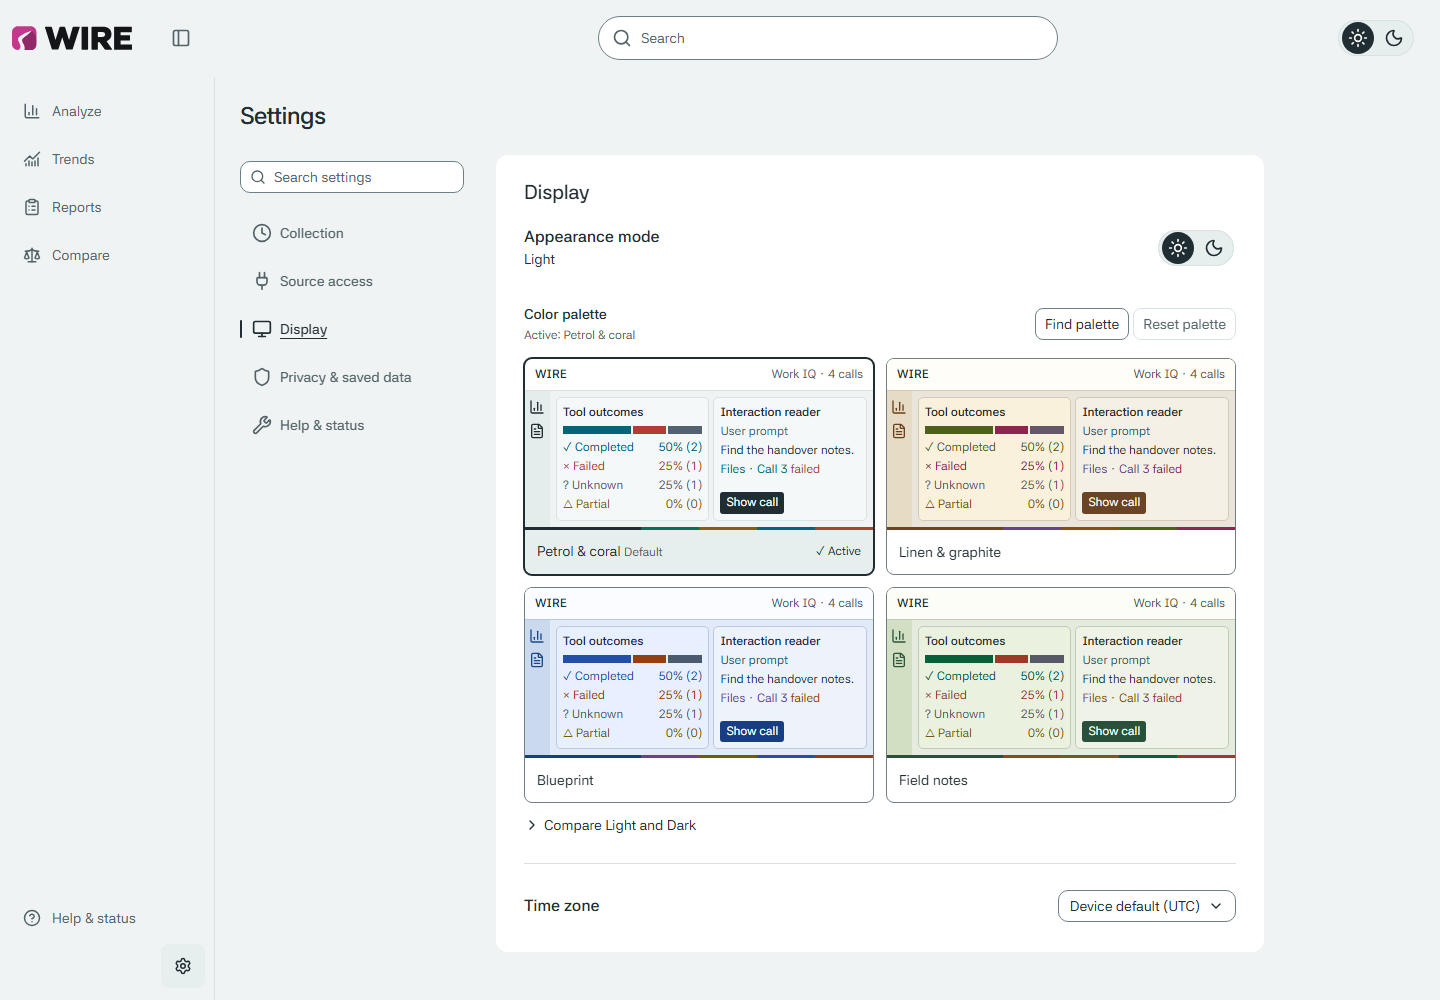 WIRE
Search
Analyze
Trends
Reports
Compare
Help & status
Settings
Search settings
Collection
Source access
Display
Privacy & saved data
Help & status
Display
Appearance mode
Light
Color palette
Active: Petrol & coral
Find palette
Reset palette
WIRE
Work IQ · 4 calls
Tool outcomes
✓ Completed 50% (2)
× Failed 25% (1)
? Unknown 25% (1)
△ Partial 0% (0)
Interaction reader
User prompt
Find the handover notes.
Files · Call 3 failed
Show call
Petrol & coral Default
✓ Active
WIRE
Work IQ · 4 calls
Tool outcomes
✓ Completed 50% (2)
× Failed 25% (1)
? Unknown 25% (1)
△ Partial 0% (0)
Interaction reader
User prompt
Find the handover notes.
Files · Call 3 failed
Show call
Linen & graphite
WIRE
Work IQ · 4 calls
Tool outcomes
✓ Completed 50% (2)
× Failed 25% (1)
? Unknown 25% (1)
△ Partial 0% (0)
Interaction reader
User prompt
Find the handover notes.
Files · Call 3 failed
Show call
Blueprint
WIRE
Work IQ · 4 calls
Tool outcomes
✓ Completed 50% (2)
× Failed 25% (1)
? Unknown 25% (1)
△ Partial 0% (0)
Interaction reader
User prompt
Find the handover notes.
Files · Call 3 failed
Show call
Field notes
Compare Light and Dark
Time zone
Device default (UTC)